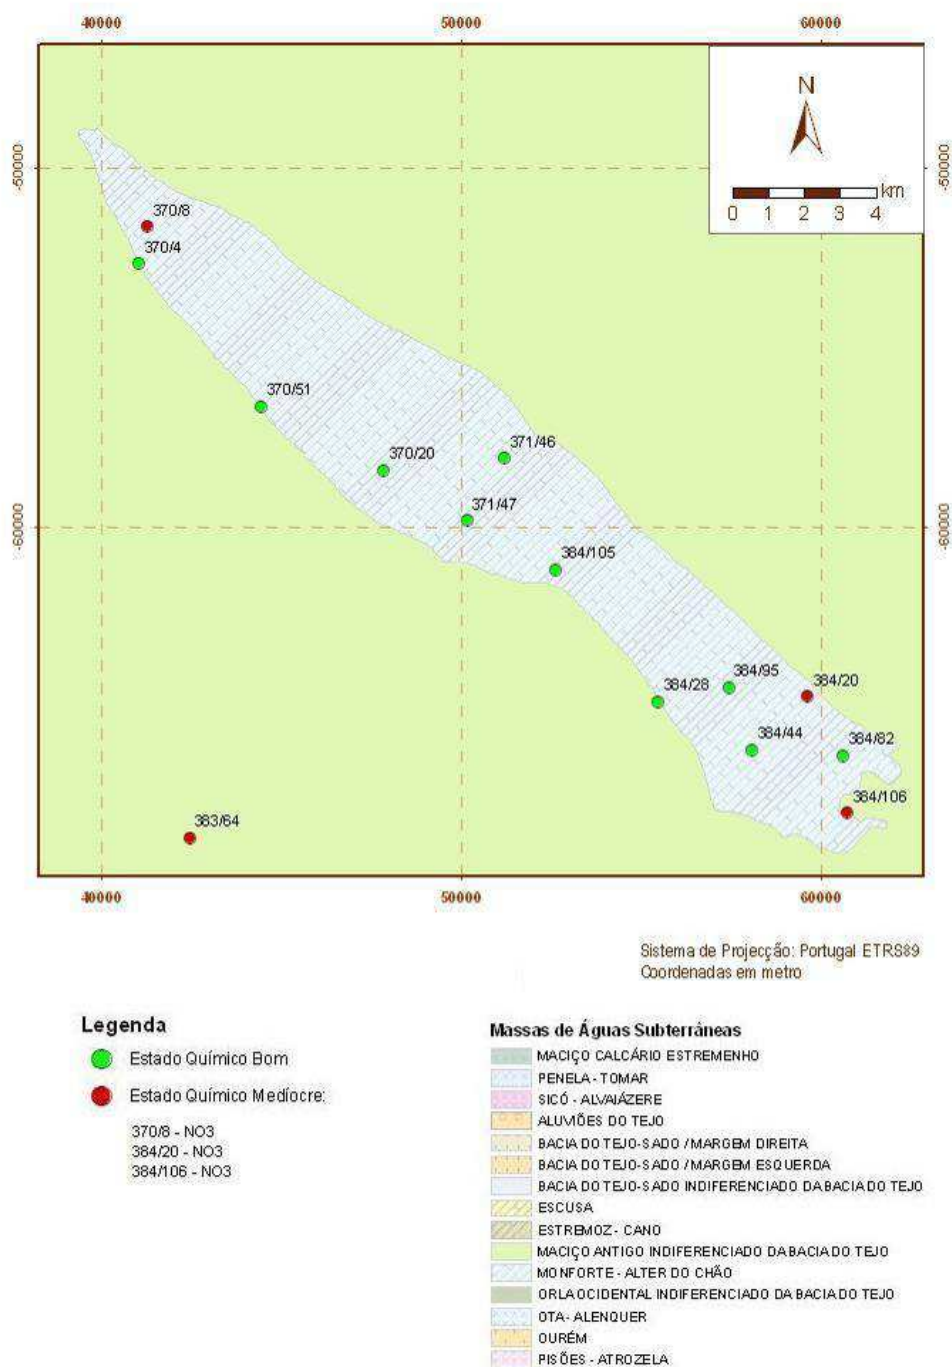 40000 50000 60000
N
km
0 1 2 3 4
-50000 -50000
370/8
370/4
370/51
370/20
371/46
371/47
-60000 -60000
384/105
384/95
384/20
384/28
384/44
384/82
384/106
383/64
40000 50000 60000
Sistema de Projecção: Portugal ETRS89
Coordenadas em metro
Legenda
Estado Químico Bom
Estado Químico Medíocre:
370/8 - NO3
384/20 - NO3
384/106 - NO3
Massas de Águas Subterrâneas
MACIÇO CALCÁRIO ESTREMENHO
PENELA - TOMAR
SICÓ - ALVAIÁZERE
ALUVIÕES DO TEJO
BACIA DO TEJO-SADO / MARGEM DIREITA
BACIA DO TEJO-SADO / MARGEM ESQUERDA
BACIA DO TEJO-SADO INDIFERENCIADO DA BACIA DO TEJO
ESCUSA
ESTREMOZ - CANO
MACIÇO ANTIGO INDIFERENCIADO DA BACIA DO TEJO
MONFORTE - ALTER DO CHÃO
ORLA OCIDENTAL INDIFERENCIADO DA BACIA DO TEJO
OTA - ALENQUER
OURÉM
PISÕES - ATROZELA